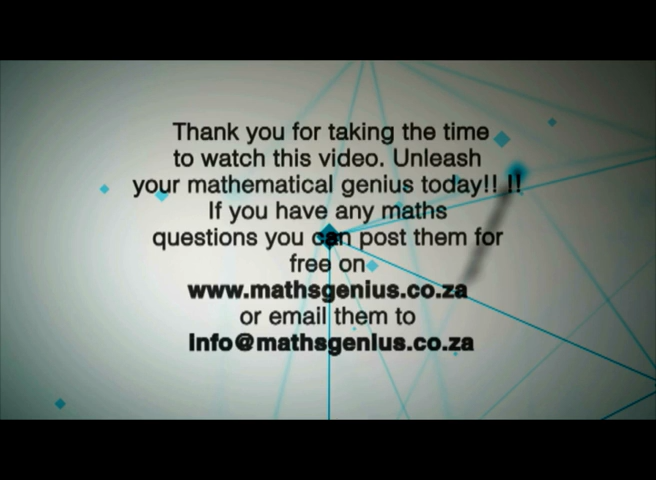 Thank you for taking the time
to watch this video. Unleash
your mathematical genius today!! !!
If you have any maths
questions you can post them for
free on
www.mathsgenius.co.za
or email them to
info@mathsgenius.co.za